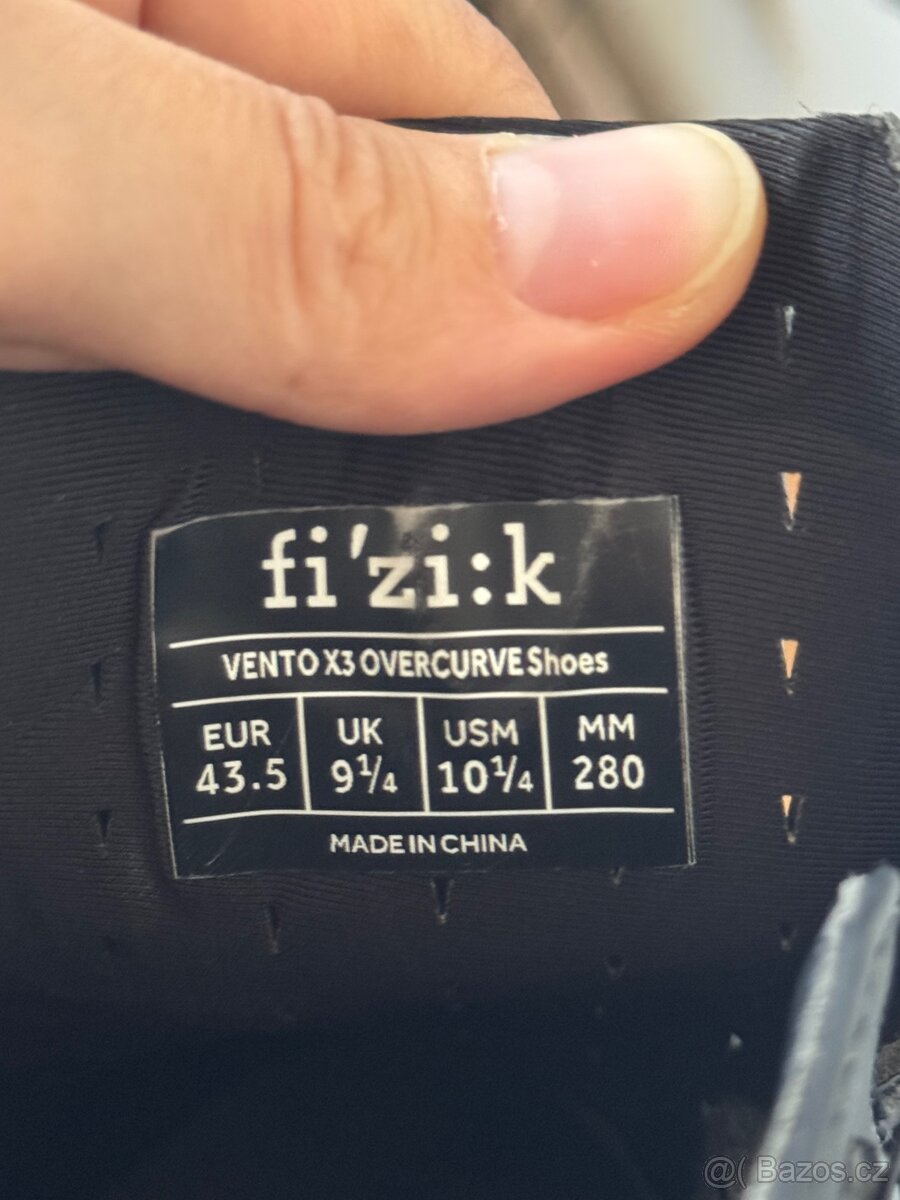 fi'zi:k
VENTO X3 OVERCURVE Shoes
EUR UK USM MM
43.5 9¼ 10¼ 280
MADE IN CHINA
@( Bazos.cz